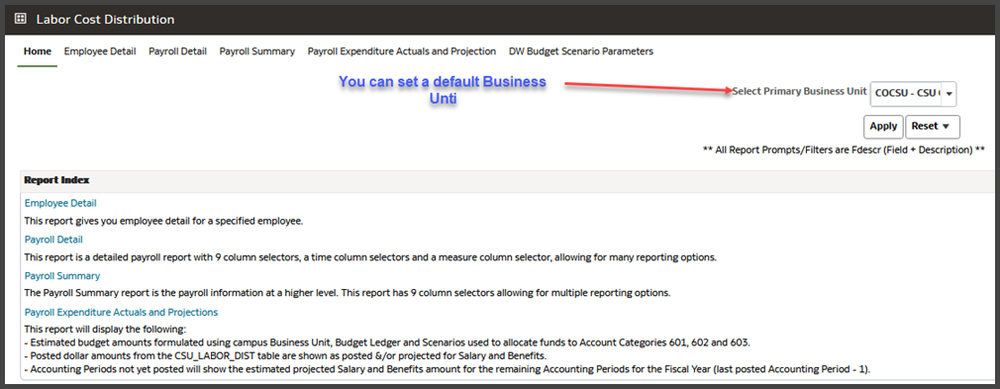 Labor Cost Distribution
Home Employee Detail Payroll Detail Payroll Summary Payroll Expenditure Actuals and Projection DW Budget Scenario Parameters
You can set a default Business
Unti
Select Primary Business Unit COCSU - CSU
Apply Reset
** All Report Prompts/Filters are Fdescr (Field + Description) **
Report Index
Employee Detail
This report gives you employee detail for a specified employee.
Payroll Detail
This report is a detailed payroll report with 9 column selectors, a time column selectors and a measure column selector, allowing for many reporting options.
Payroll Summary
The Payroll Summary report is the payroll information at a higher level. This report has 9 column selectors allowing for multiple reporting options.
Payroll Expenditure Actuals and Projections
This report will display the following:
- Estimated budget amounts formulated using campus Business Unit, Budget Ledger and Scenarios used to allocate funds to Account Categories 601, 602 and 603.
- Posted dollar amounts from the CSU_LABOR_DIST table are shown as posted &/or projected for Salary and Benefits.
- Accounting Periods not yet posted will show the estimated projected Salary and Benefits amount for the remaining Accounting Periods for the Fiscal Year (last posted Accounting Period - 1).